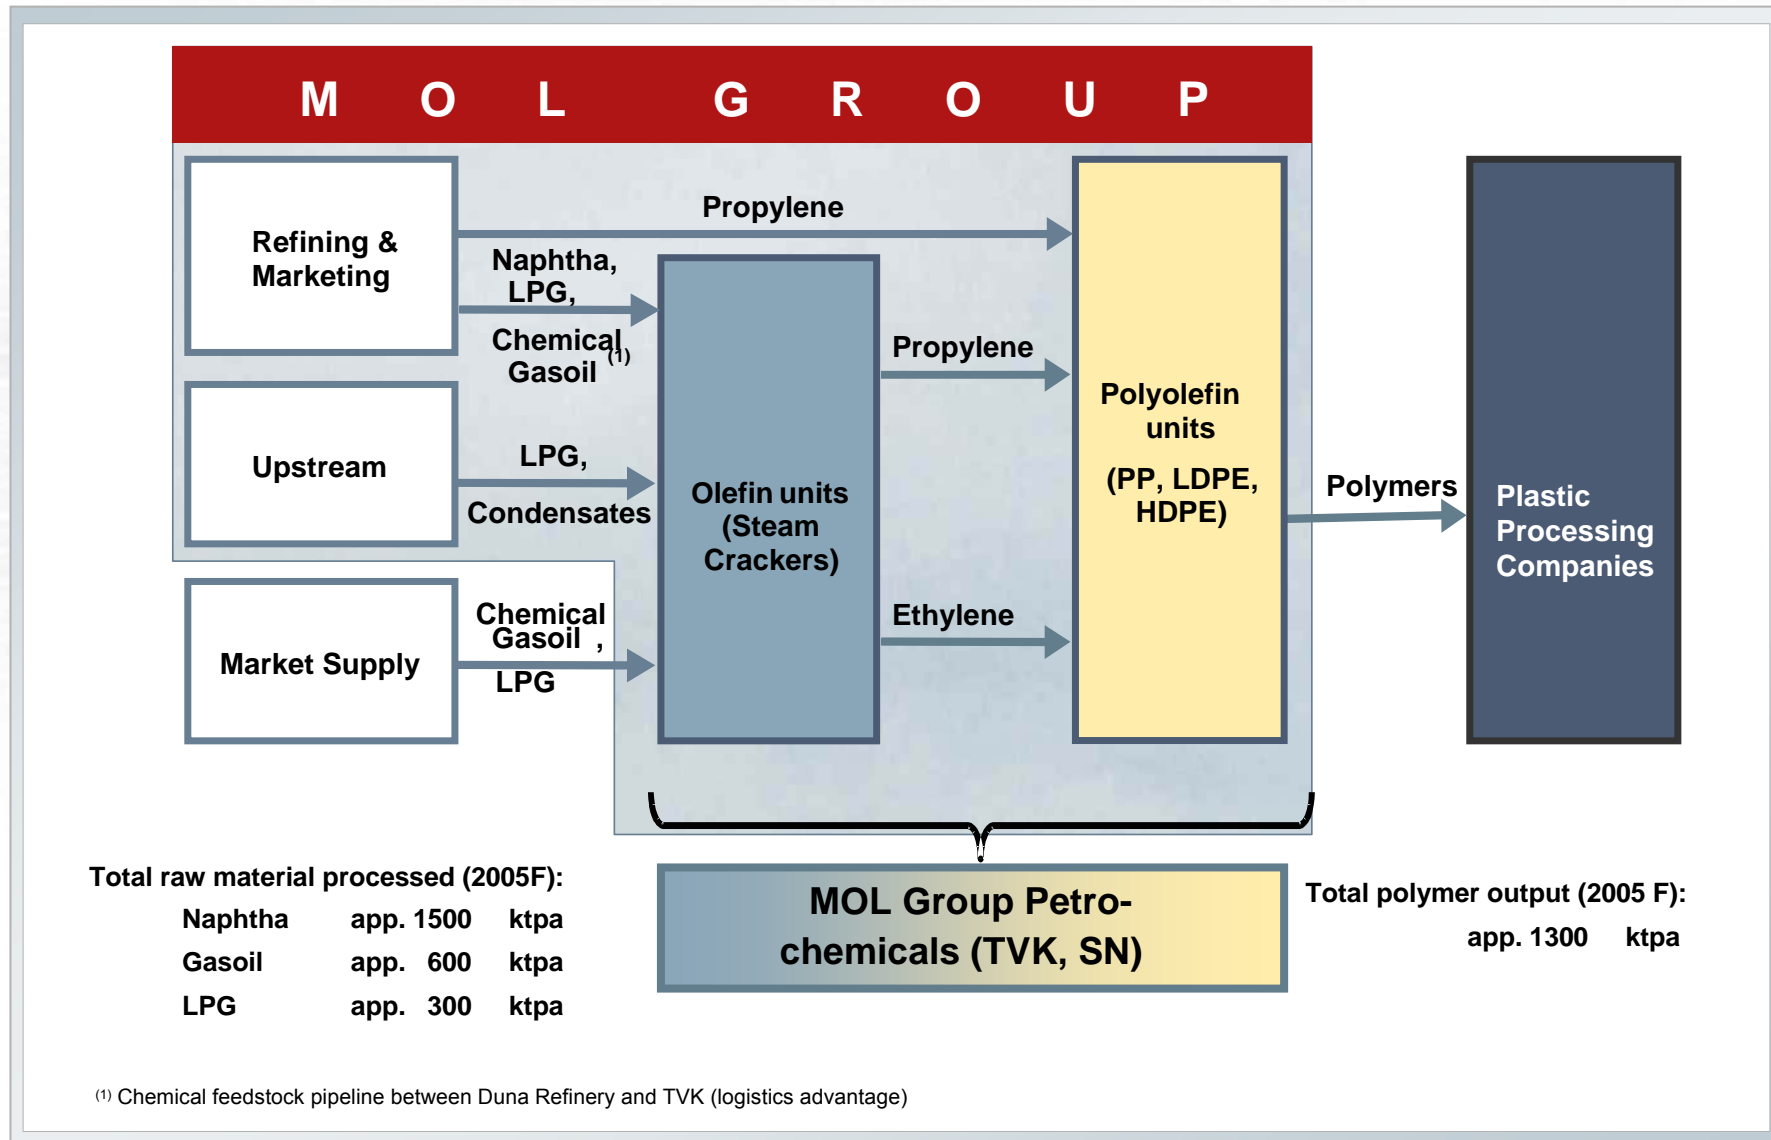 M O L G R O U P
Refining &
Marketing
Propylene
Naphtha,
LPG,
Chemical
Gasoil (1)
Upstream
LPG,
Condensates
Market Supply
Chemical
Gasoil ,
LPG
Olefin units
(Steam
Crackers)
Propylene
Ethylene
Polyolefin
units
(PP, LDPE,
HDPE)
Polymers
Plastic
Processing
Companies
Total raw material processed (2005F):
Naphtha app. 1500 ktpa
Gasoil app. 600 ktpa
LPG app. 300 ktpa
MOL Group Petro-
chemicals (TVK, SN)
Total polymer output (2005 F):
app. 1300 ktpa
(1) Chemical feedstock pipeline between Duna Refinery and TVK (logistics advantage)